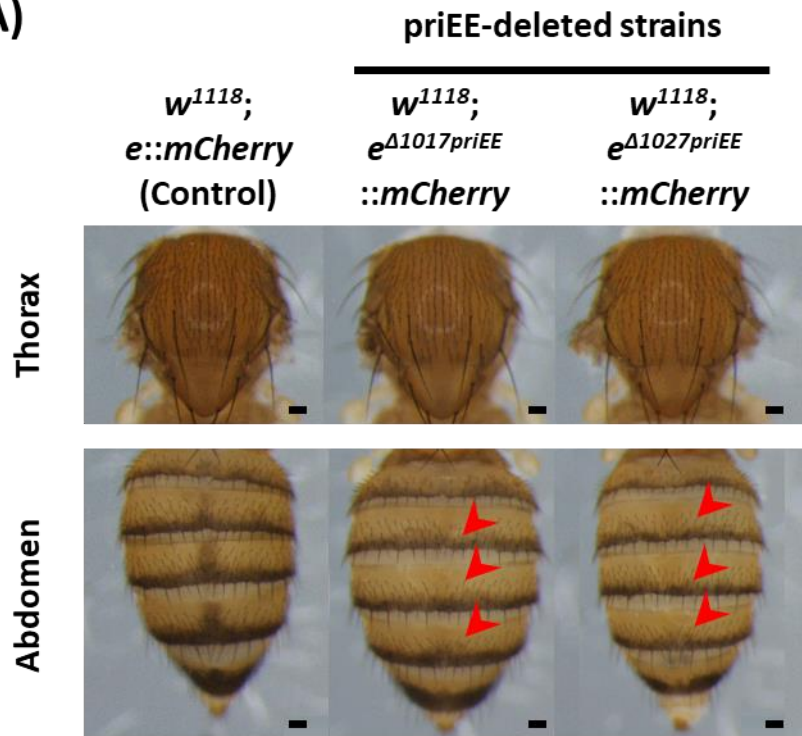 A)
priEE-deleted strains
w1118; w1118; w1118;
e::mCherry eΔ1017priEE eΔ1027priEE
(Control) ::mCherry ::mCherry
Thorax
Abdomen